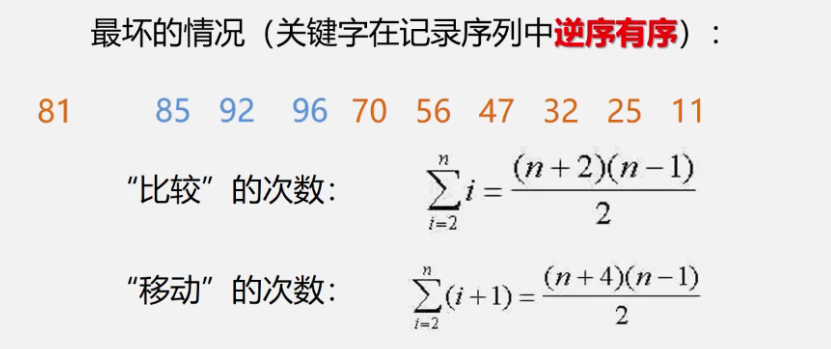 最坏的情况（关键字在记录序列中逆序有序）：
81 85 92 96 70 56 47 32 25 11
“比较”的次数： \sum_{i=2}^{n} i = \frac{(n+2)(n-1)}{2}
“移动”的次数： \sum_{i=2}^{n} (i+1) = \frac{(n+4)(n-1)}{2}